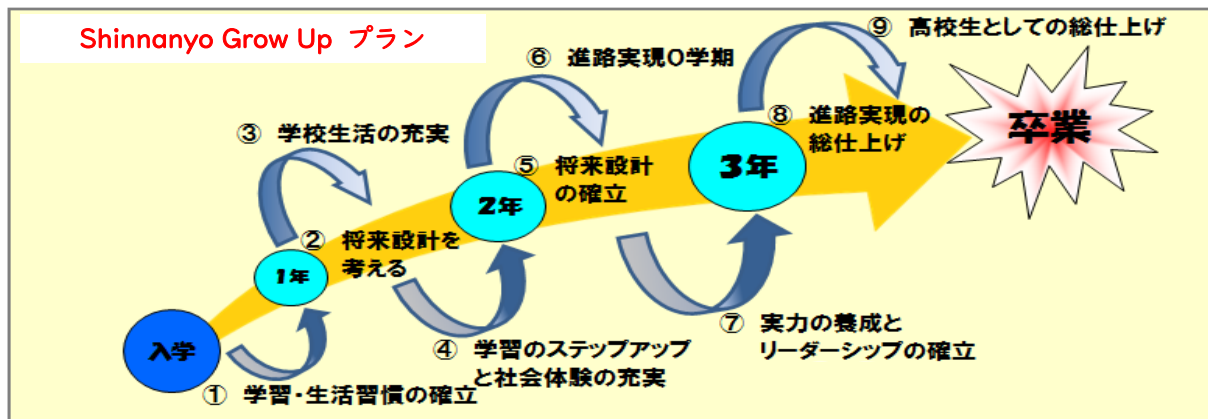 Shinnanyo Grow Up プラン
入学
① 学習・生活習慣の確立
1年
② 将来設計を
考える
③ 学校生活の充実
④ 学習のステップアップ
と社会体験の充実
2年
⑤ 将来設計
の確立
⑥ 進路実現0学期
⑦ 実力の養成と
リーダーシップの確立
3年
⑧ 進路実現の
総仕上げ
⑨ 高校生としての総仕上げ
卒業